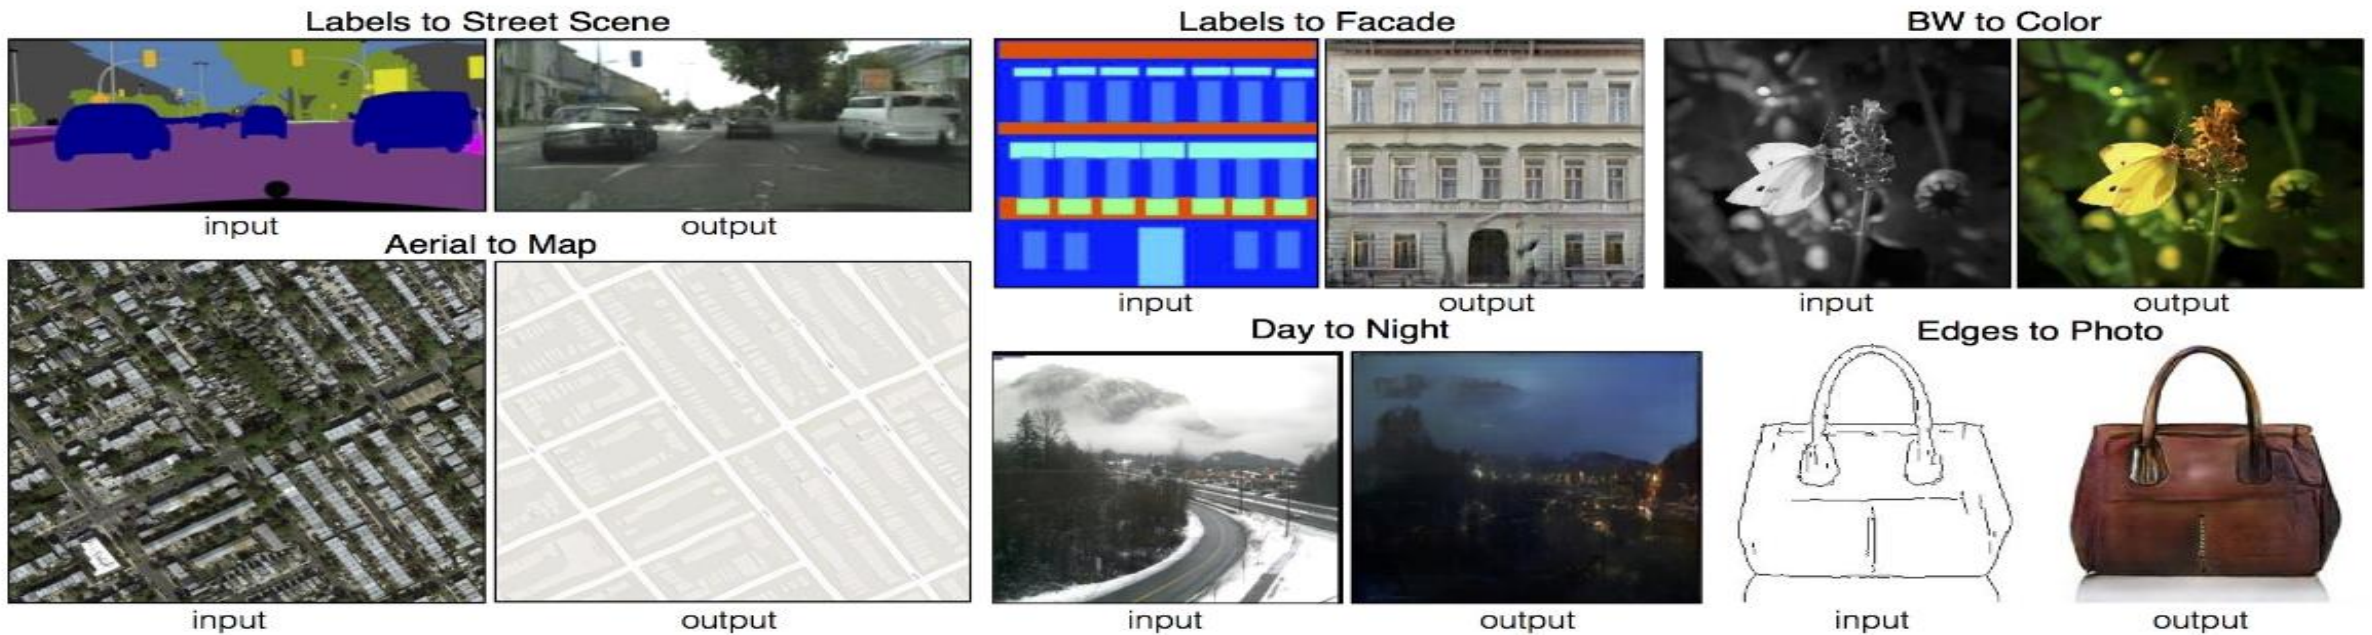 Labels to Street Scene
input
output
Aerial to Map
input
output
Labels to Facade
input
output
BW to Color
input
output
Day to Night
input
output
Edges to Photo
input
output